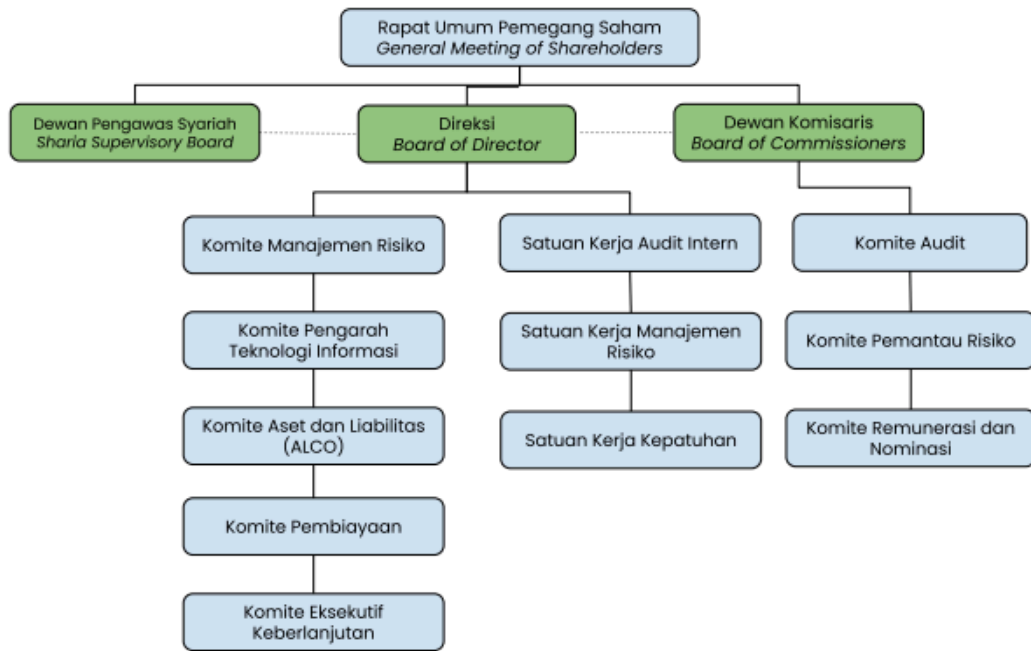 Rapat Umum Pemegang Saham
General Meeting of Shareholders
Dewan Pengawas Syariah
Sharia Supervisory Board
Direksi
Board of Director
Dewan Komisaris
Board of Commissioners
Komite Manajemen Risiko
Satuan Kerja Audit Intern
Komite Audit
Komite Pengarah
Teknologi Informasi
Satuan Kerja Manajemen
Risiko
Komite Pemantau Risiko
Komite Aset dan Liabilitas
(ALCO)
Satuan Kerja Kepatuhan
Komite Remunerasi dan
Nominasi
Komite Pembiayaan
Komite Eksekutif
Keberlanjutan